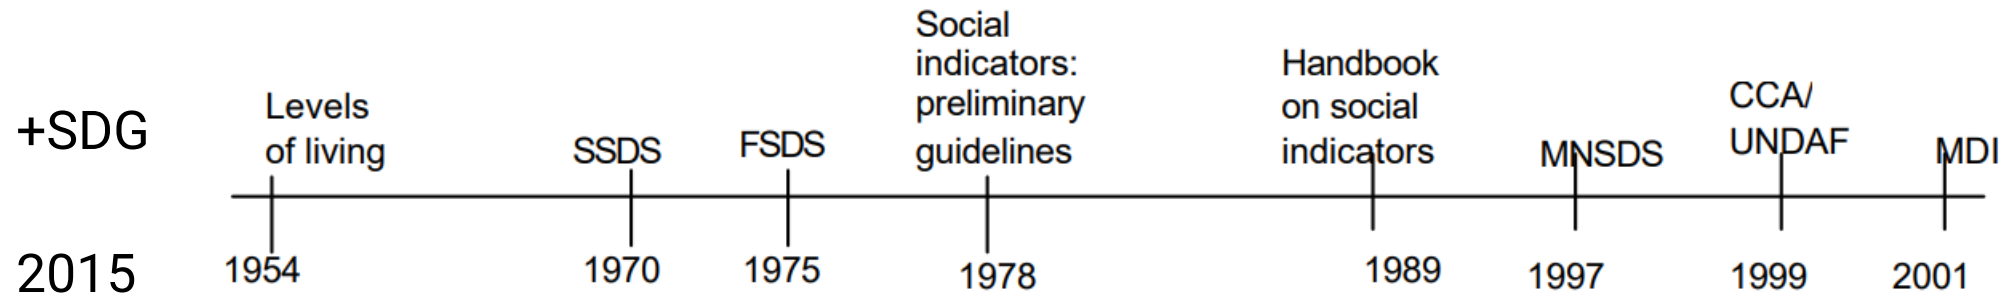 +SDG
2015
Levels
of living
1954
SSDS
1970
FSDS
1975
Social
indicators:
preliminary
guidelines
1978
Handbook
on social
indicators
1989
MNSDS
1997
CCA/
UNDAF
1999
MDI
2001